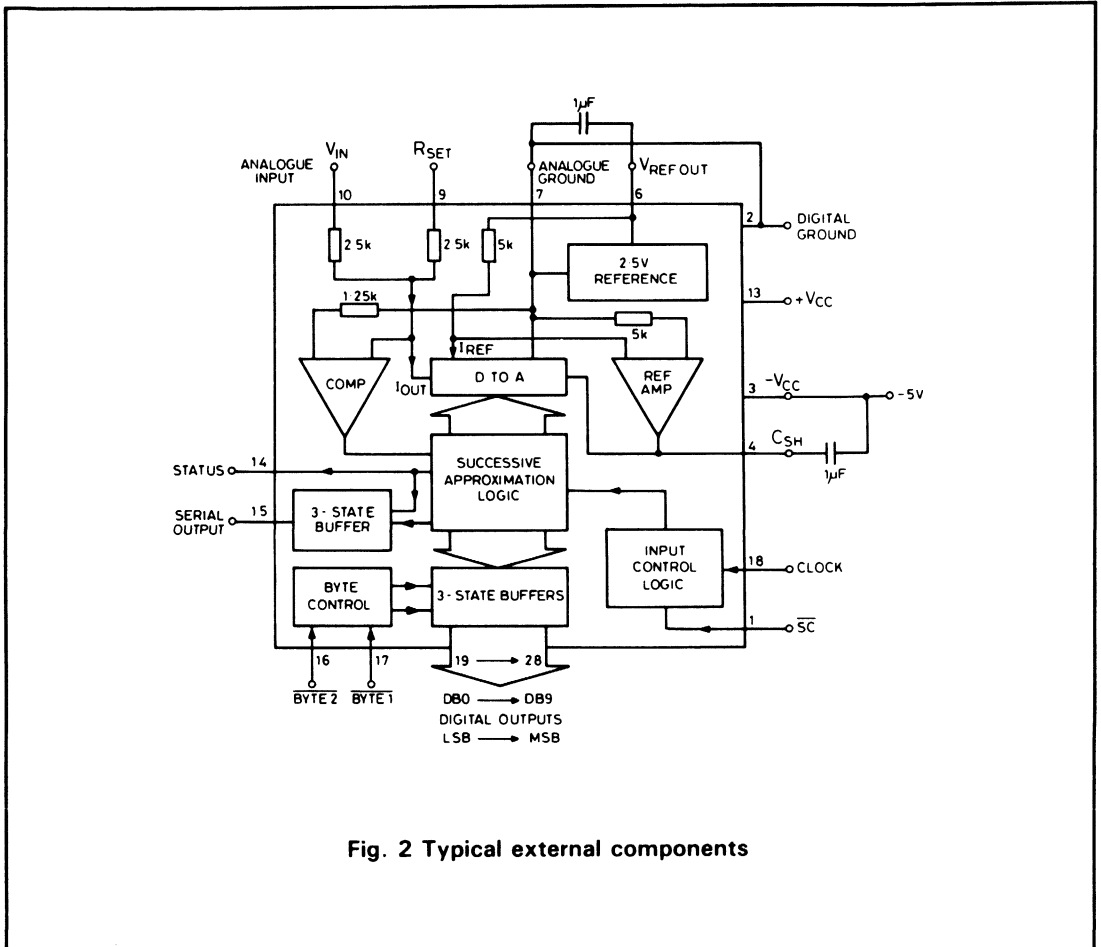 1µF
VIN
RSET
ANALOGUE INPUT
ANALOGUE GROUND
VREF OUT
10
9
7
6
2
DIGITAL GROUND
2·5k
2·5k
5k
2·5V REFERENCE
13
+VCC
1·25k
5k
IREF
COMP
IOUT
D TO A
REF AMP
3
-VCC
-5V
4
CSH
1µF
STATUS
14
SUCCESSIVE APPROXIMATION LOGIC
SERIAL OUTPUT
15
3-STATE BUFFER
INPUT CONTROL LOGIC
18
CLOCK
BYTE CONTROL
3-STATE BUFFERS
1
SC
16
17
19
28
BYTE 2
BYTE 1
DB0 → DB9
DIGITAL OUTPUTS
LSB → MSB
Fig. 2 Typical external components